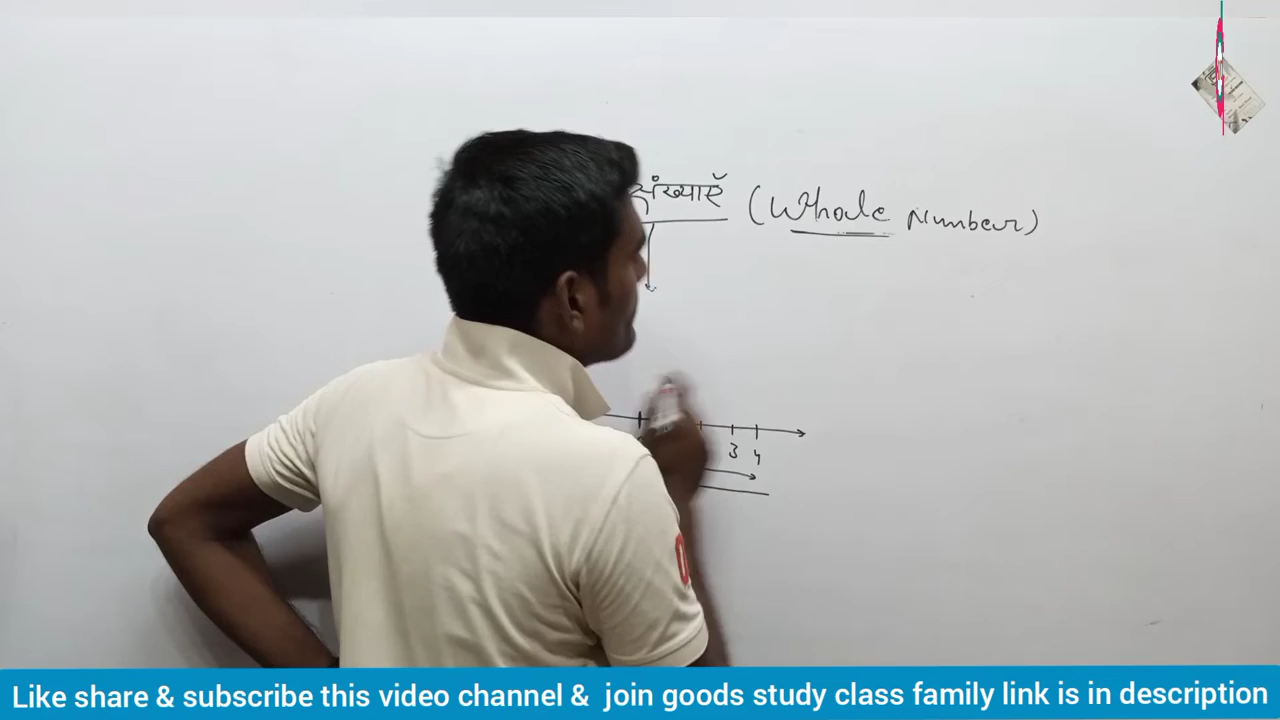 संख्याएँ (Whole Number)
3 4
Like share & subscribe this video channel & join goods study class family link is in description